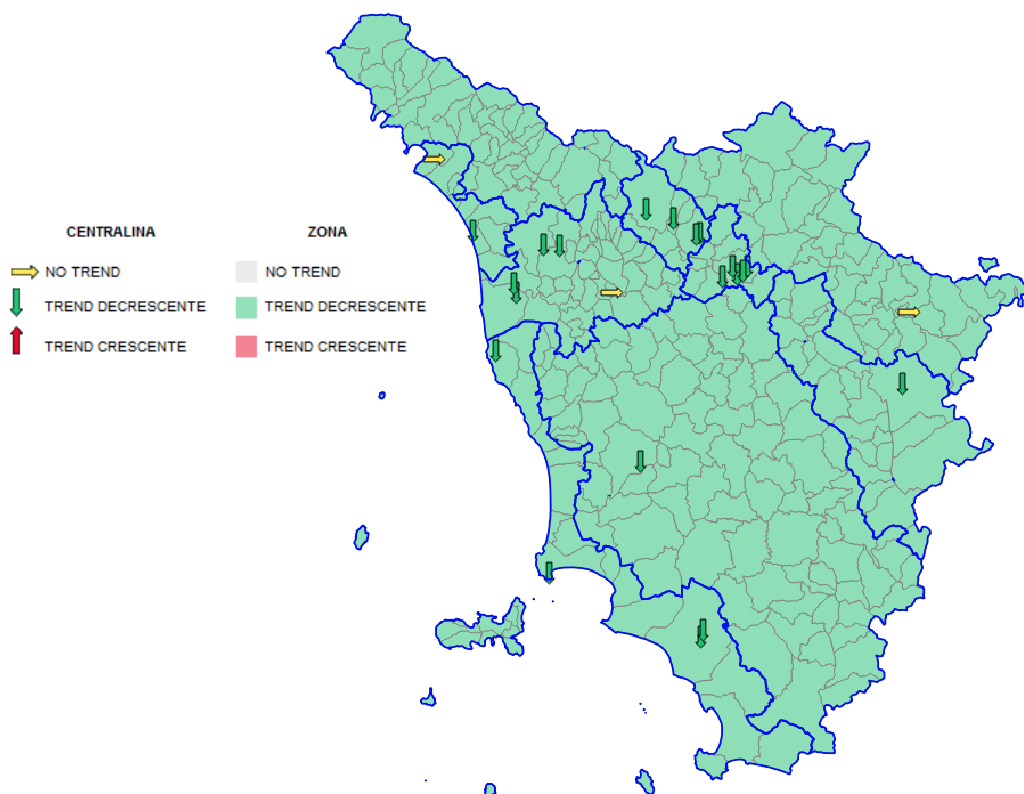 CENTRALINA ZONA
NO TREND NO TREND
TREND DECRESCENTE TREND DECRESCENTE
TREND CRESCENTE TREND CRESCENTE